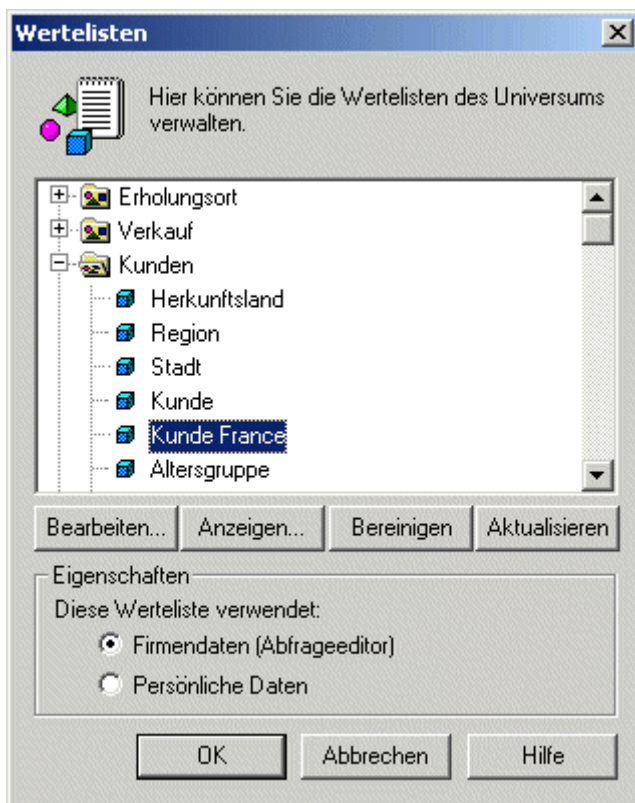 Wertelisten
Hier können Sie die Wertelisten des Universums
verwalten.
Erholungsort
Verkauf
Kunden
Herkunftsland
Region
Stadt
Kunde
Kunde France
Altersgruppe
Bearbeiten... Anzeigen... Bereinigen Aktualisieren
Eigenschaften
Diese Werteliste verwendet:
Firmendaten (Abfrageeditor)
Persönliche Daten
OK Abbrechen Hilfe